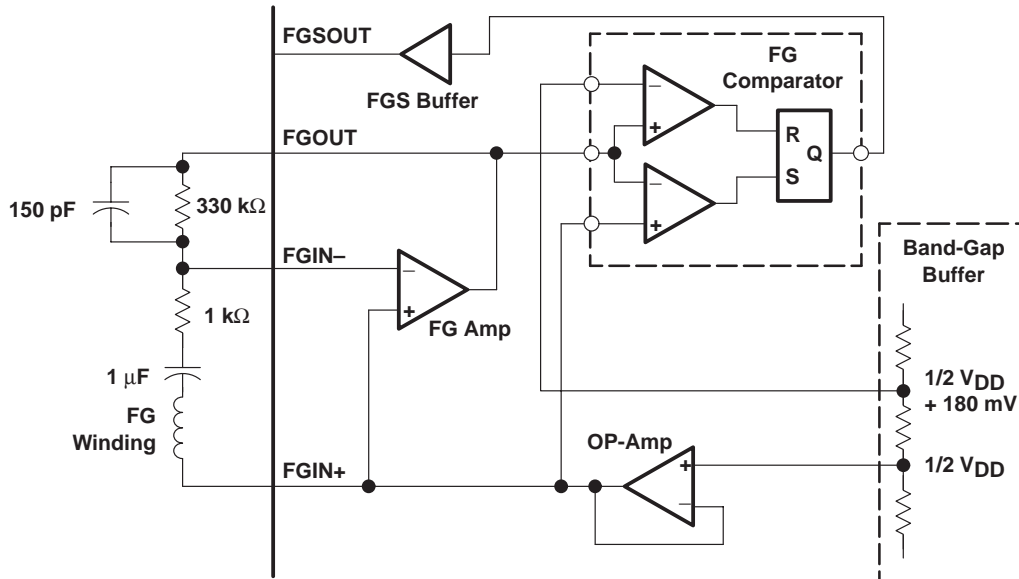 FGSOUT
FGS Buffer
FG
Comparator
−
+
R
Q
S
−
+
FGOUT
150 pF
330 kΩ
FGIN−
−
+
FG Amp
1 kΩ
1 μF
FG
Winding
FGIN+
OP-Amp
+
−
Band-Gap
Buffer
1/2 VDD
+ 180 mV
1/2 VDD